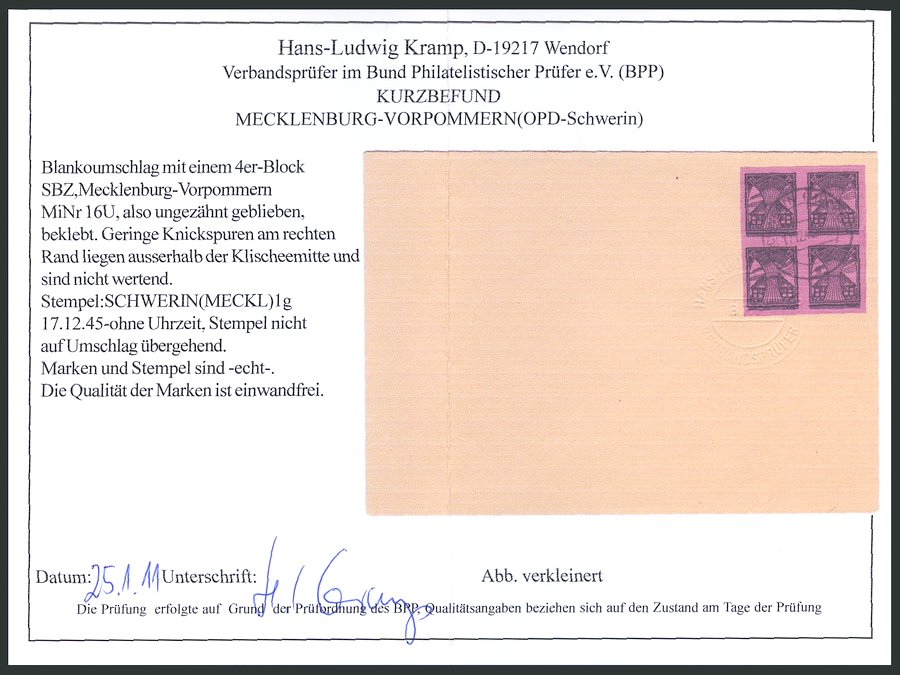 Hans-Ludwig Kramp, D-19217 Wendorf
Verbandsprüfer im Bund Philatelistischer Prüfer e.V. (BPP)
KURZBEFUND
MECKLENBURG-VORPOMMERN(OPD-Schwerin)
Blankoumschlag mit einem 4er-Block
SBZ,Mecklenburg-Vorpommern
MiNr 16U, also ungezähnt geblieben,
beklebt. Geringe Knickspuren am rechten
Rand liegen ausserhalb der Klischeemitte und
sind nicht wertend.
Stempel:SCHWERIN(MECKL)1g
17.12.45-ohne Uhrzeit, Stempel nicht
auf Umschlag übergehend.
Marken und Stempel sind -echt-.
Die Qualität der Marken ist einwandfrei.
Datum: 25.1.11 Unterschrift: H L Kramp
Abb. verkleinert
Die Prüfung erfolgte auf Grund der Prüfordnung des BPP. Qualitätsangaben beziehen sich auf den Zustand am Tage der Prüfung